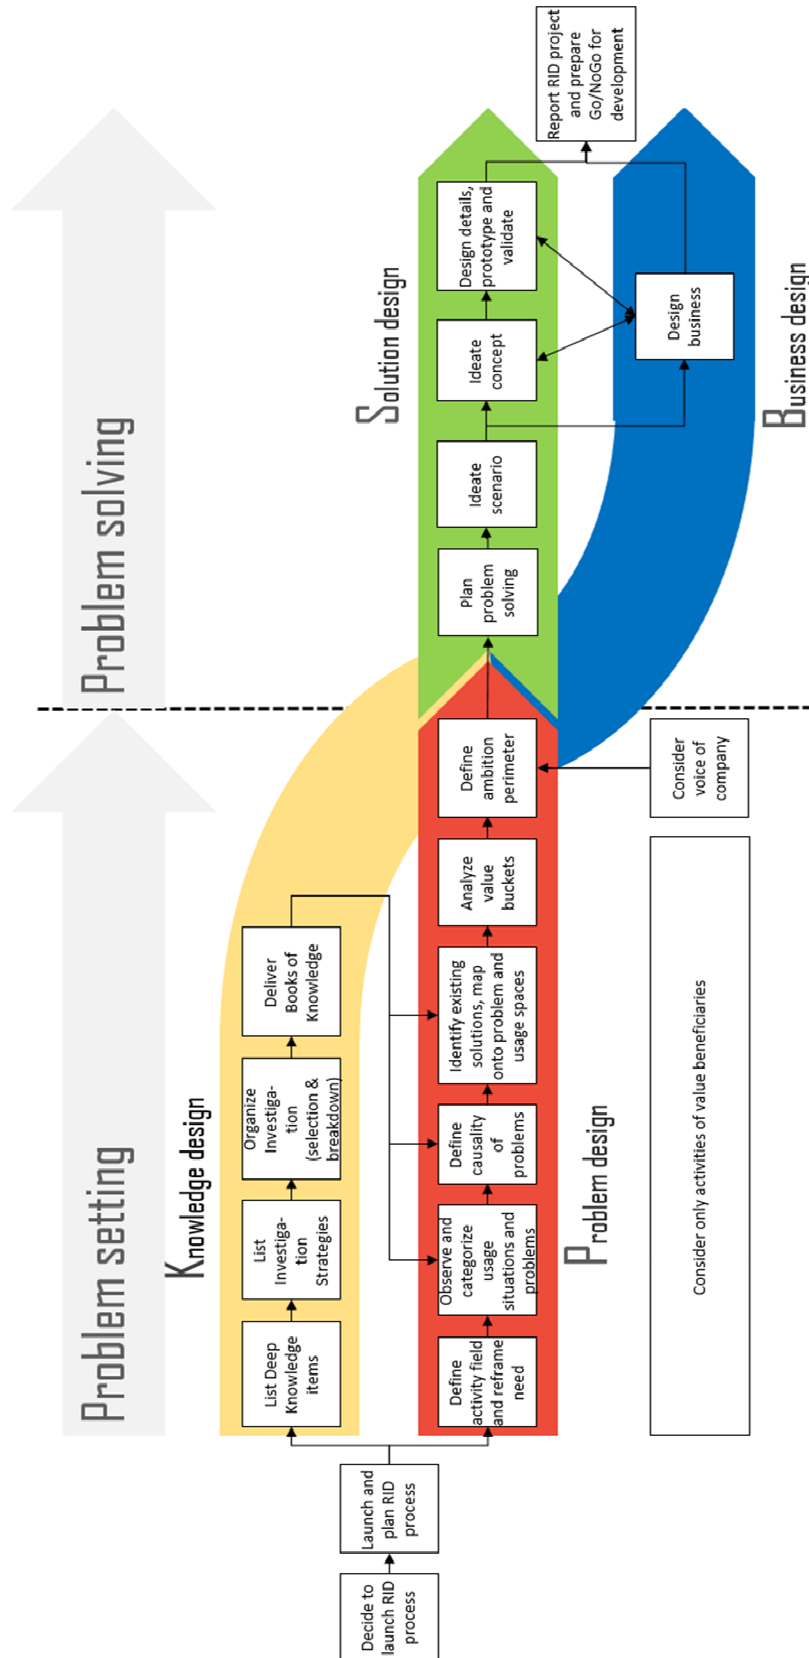 Problem setting
Problem solving
Knowledge design
Solution design
Decide to
launch RID
process
Launch and
plan RID
process
List Deep
Knowledge
items
List
Investiga-
tion
Strategies
Organize
Investiga-
tion
(selection &
breakdown)
Deliver
Books of
Knowledge
Define
activity field
and reframe
need
Observe and
categorize
usage
situations and
problems
Define
causality
of
problems
Identify existing
solutions, map
onto problem and
usage spaces
Analyze
value
buckets
Define
ambition
perimeter
Plan
problem
solving
Ideate
scenario
Ideate
concept
Design details,
prototype and
validate
Report RID project
and prepare
Go/NoGo for
development
Problem design
Design
business
Business design
Consider only activities of value beneficiaries
Consider
voice of
company